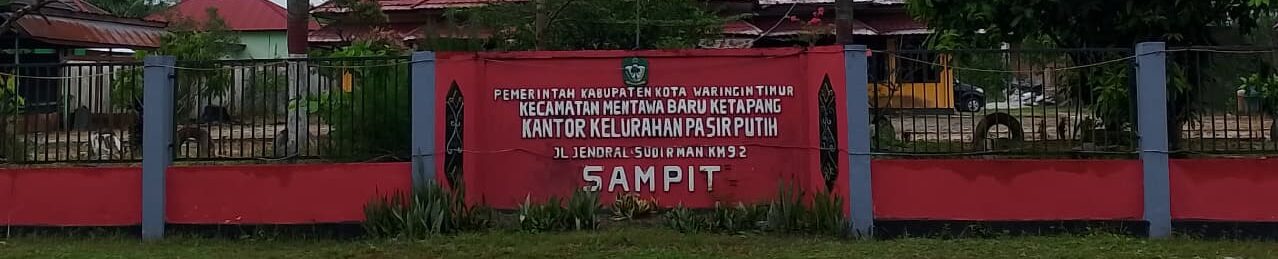 PEMERINTAH KABUPATEN KOTA WARINGIN TIMUR
KECAMATAN MENTAWA BARU KETAPANG
KANTOR KELURAHAN PASIR PUTIH
JL JENDRAL SUDIRMAN KM 9.2
SAMPIT